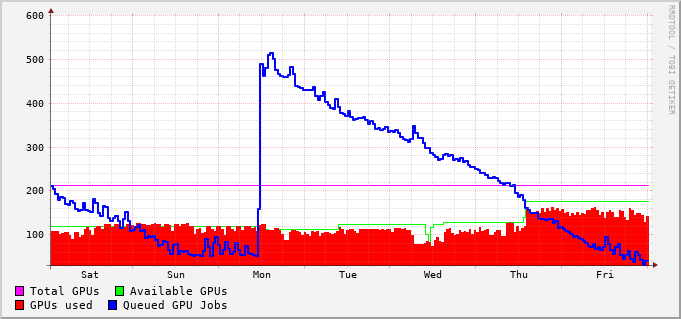 600
500
400
300
200
100
Sat Sun Mon Tue Wed Thu Fri
Total GPUs Available GPUs
GPUs used Queued GPU Jobs
RRDTOOL / TOBI OETIKER